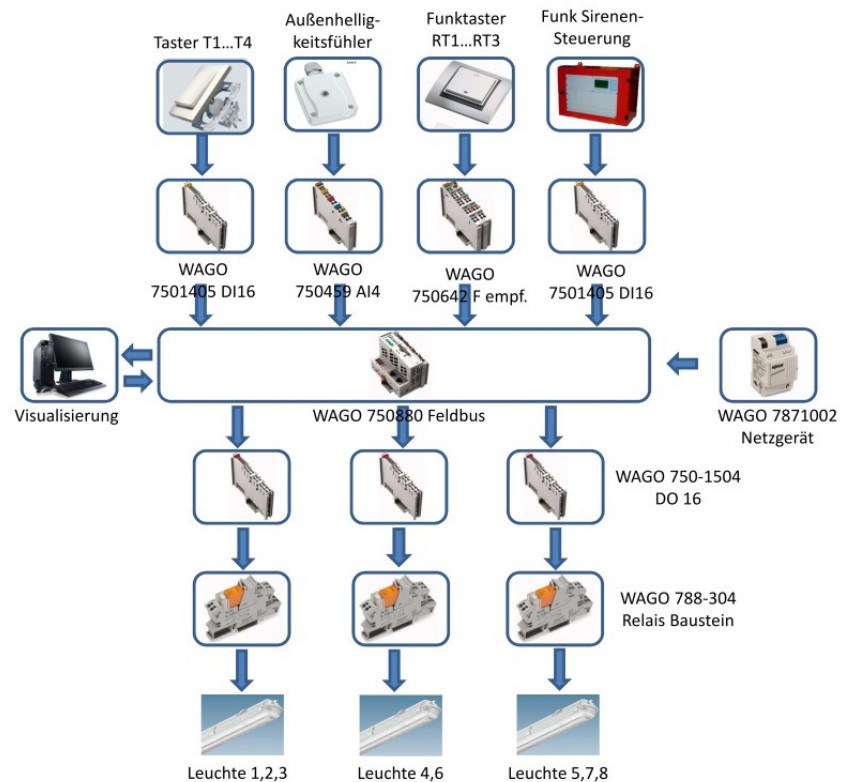 Taster T1...T4
Außenhellig-
keitsfühler
Funktaster
RT1...RT3
Funk Sirenen-
Steuerung
WAGO
7501405 DI16
WAGO
750459 AI4
WAGO
750642 F empf.
WAGO
7501405 DI16
Visualisierung
WAGO 750880 Feldbus
WAGO 7871002
Netzgerät
WAGO 750-1504
DO 16
WAGO 788-304
Relais Baustein
Leuchte 1,2,3
Leuchte 4,6
Leuchte 5,7,8